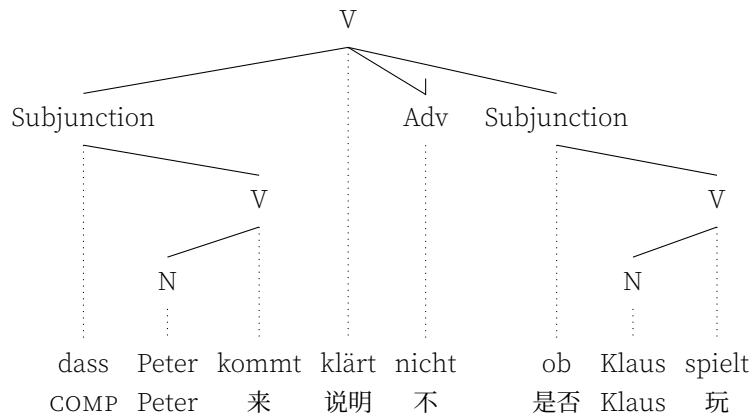 V
Subjunction Adv Subjunction
V V
N N
dass Peter kommt klärt nicht ob Klaus spielt
COMP Peter 来 说明 不 是否 Klaus 玩